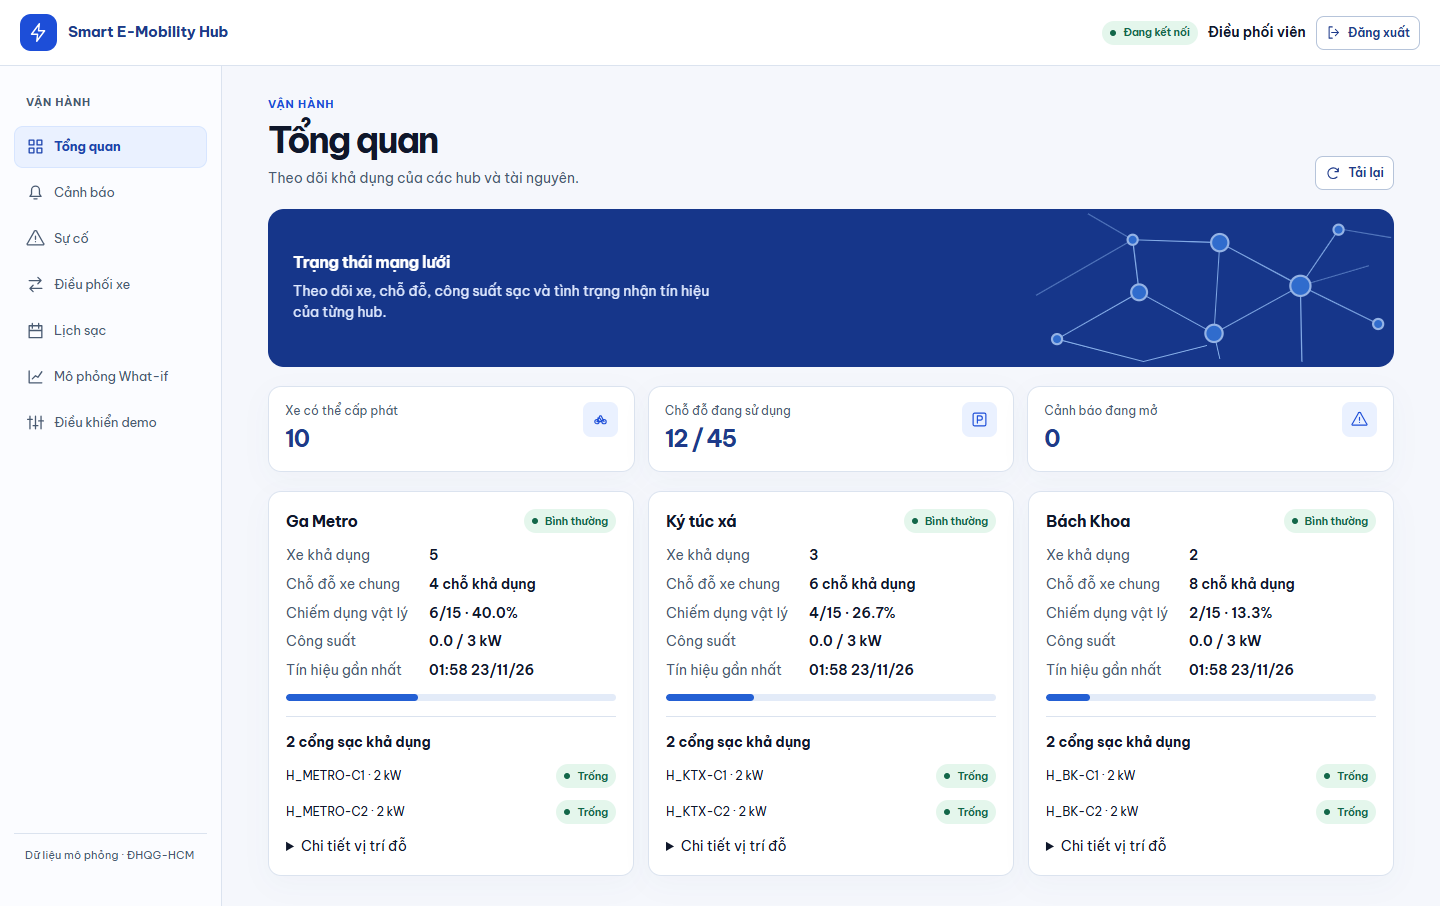 Smart E-Mobility Hub
Đang kết nối
Điều phối viên
Đăng xuất
VẬN HÀNH
Tổng quan
Cảnh báo
Sự cố
Điều phối xe
Lịch sạc
Mô phỏng What-if
Điều khiển demo
Dữ liệu mô phỏng · ĐHQG-HCM
VẬN HÀNH
Tổng quan
Theo dõi khả dụng của các hub và tài nguyên.
Tải lại
Trạng thái mạng lưới
Theo dõi xe, chỗ đỗ, công suất sạc và tình trạng nhận tín hiệu
của từng hub.
Xe có thể cấp phát
10
Chỗ đỗ đang sử dụng
12 / 45
Cảnh báo đang mở
0
Ga Metro
Bình thường
Xe khả dụng 5
Chỗ đỗ xe chung 4 chỗ khả dụng
Chiếm dụng vật lý 6/15 · 40.0%
Công suất 0.0 / 3 kW
Tín hiệu gần nhất 01:58 23/11/26
2 cổng sạc khả dụng
H_METRO-C1 · 2 kW Trống
H_METRO-C2 · 2 kW Trống
Chi tiết vị trí đỗ
Ký túc xá
Bình thường
Xe khả dụng 3
Chỗ đỗ xe chung 6 chỗ khả dụng
Chiếm dụng vật lý 4/15 · 26.7%
Công suất 0.0 / 3 kW
Tín hiệu gần nhất 01:58 23/11/26
2 cổng sạc khả dụng
H_KTX-C1 · 2 kW Trống
H_KTX-C2 · 2 kW Trống
Chi tiết vị trí đỗ
Bách Khoa
Bình thường
Xe khả dụng 2
Chỗ đỗ xe chung 8 chỗ khả dụng
Chiếm dụng vật lý 2/15 · 13.3%
Công suất 0.0 / 3 kW
Tín hiệu gần nhất 01:58 23/11/26
2 cổng sạc khả dụng
H_BK-C1 · 2 kW Trống
H_BK-C2 · 2 kW Trống
Chi tiết vị trí đỗ